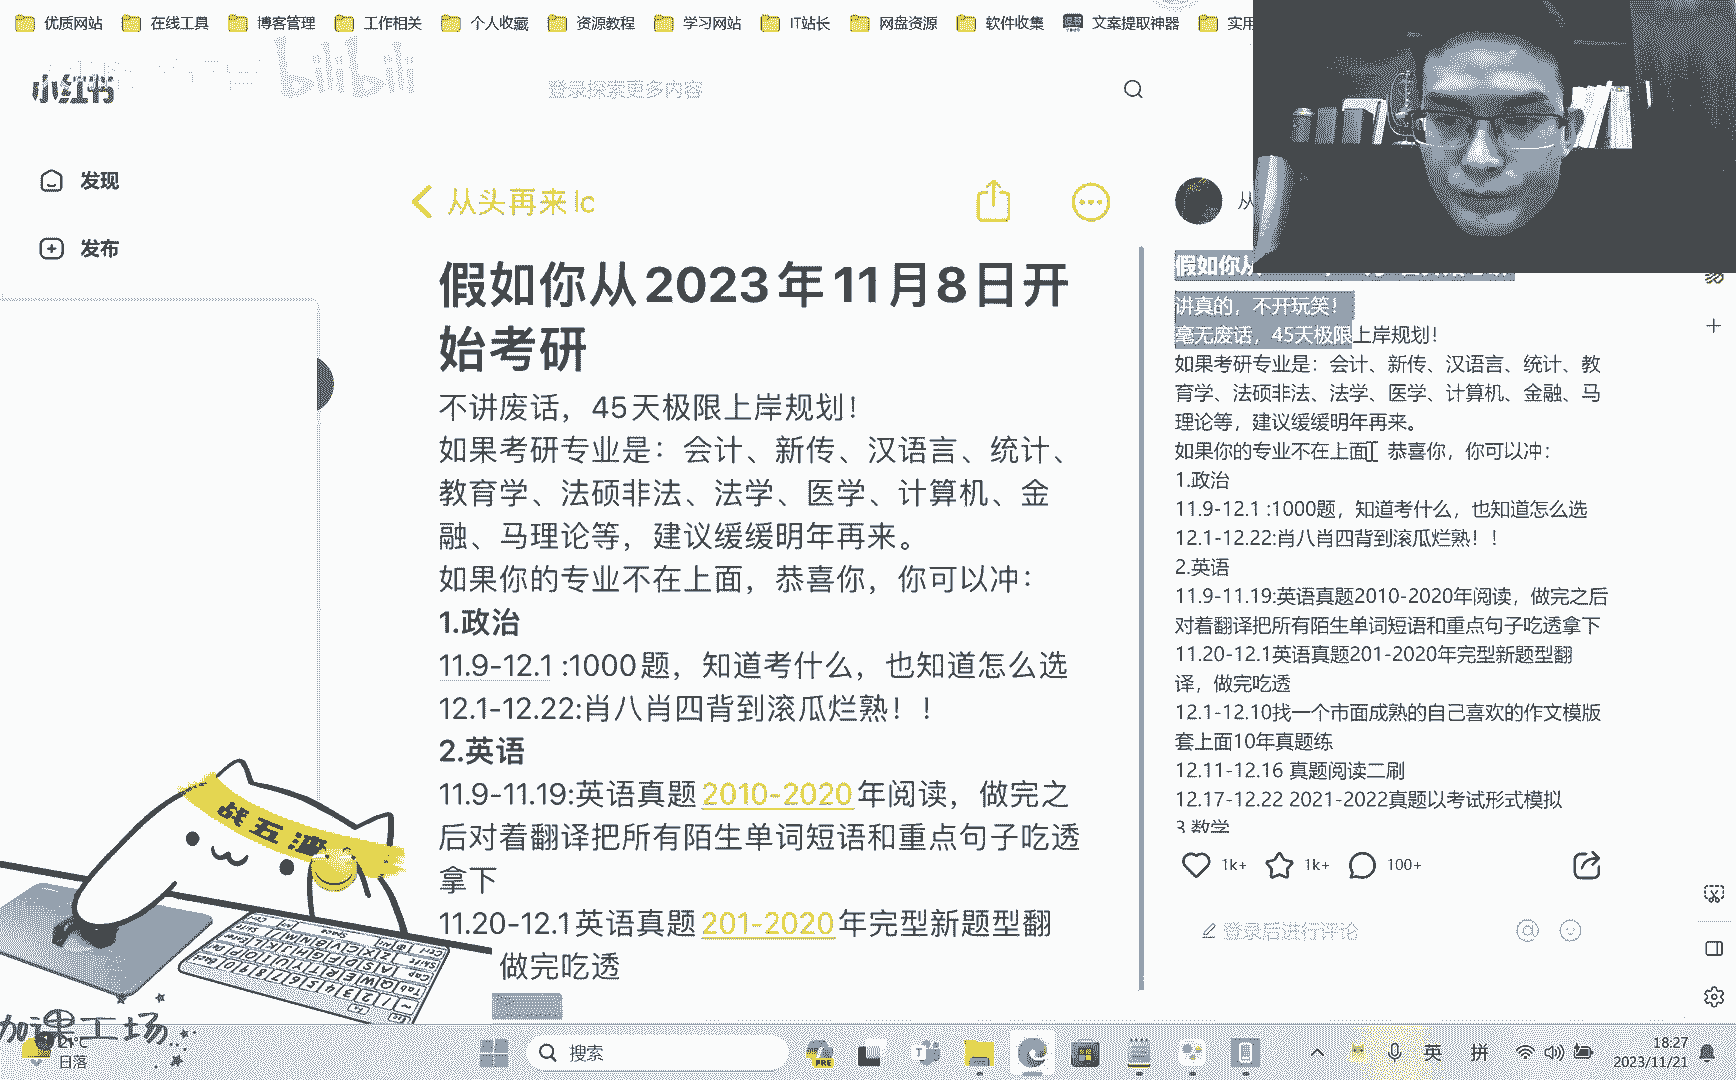 优质网站 在线工具 博客管理 工作相关 个人收藏 资源教程 学习网站 IT站长 网盘资源 软件收集 文案提取神器 实用
小红书
bilibili
登录探索更多内容
发现
发布
从头再来lc
假如你从2023年11月8日开
始考研
不讲废话，45天极限上岸规划！
如果考研专业是：会计、新传、汉语言、统计、
教育学、法硕非法、法学、医学、计算机、金
融、马理论等，建议缓缓明年再来。
如果你的专业不在上面，恭喜你，你可以冲：
1.政治
11.9-12.1 :1000题，知道考什么，也知道怎么选
12.1-12.22:肖八肖四背到滚瓜烂熟！！
2.英语
11.9-11.19:英语真题2010-2020年阅读，做完之
后对着翻译把所有陌生单词短语和重点句子吃透
拿下
11.20-12.1英语真题201-2020年完型新题型翻
做完吃透
从
假如你从
讲真的，不开玩笑！
毫无废话，45天极限上岸规划！
如果考研专业是：会计、新传、汉语言、统计、教
育学、法硕非法、法学、医学、计算机、金融、马
理论等，建议缓缓明年再来。
如果你的专业不在上面，恭喜你，你可以冲：
1.政治
11.9-12.1 :1000题，知道考什么，也知道怎么选
12.1-12.22:肖八肖四背到滚瓜烂熟！！
2.英语
11.9-11.19:英语真题2010-2020年阅读，做完之后
对着翻译把所有陌生单词短语和重点句子吃透拿下
11.20-12.1英语真题201-2020年完型新题型翻
译，做完吃透
12.1-12.10找一个市面成熟的自己喜欢的作文模版
套上面10年真题练
12.11-12.16 真题阅读二刷
12.17-12.22 2021-2022真题以考试形式模拟
3.数学
1k+ 1k+ 100+
登录后进行评论
战五渣
加课工场
21°C
日落
搜索
英 拼
18:27
2023/11/21